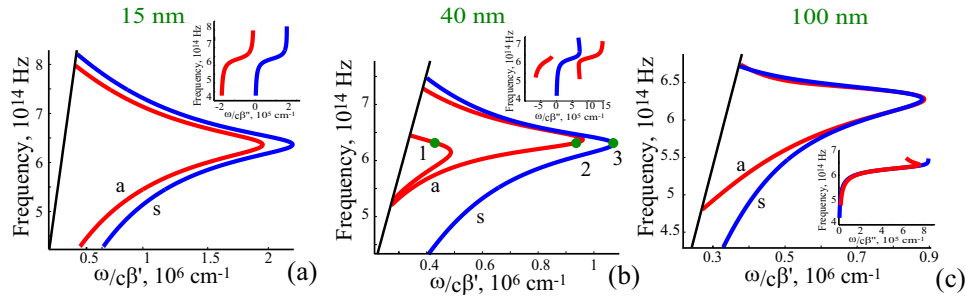 15 nm
40 nm
100 nm
Frequency, 10¹⁴ Hz
8
7
6
5
1
1.5
2
ω/cβ', 10⁶ cm⁻¹
a
s
(a)
Frequency, 10¹⁴ Hz
8
7
6
5
4
-2
0
2
ω/cβ", 10⁵ cm⁻¹
Frequency, 10¹⁴ Hz
8
7
6
5
0.4
0.6
0.8
1
ω/cβ', 10⁶ cm⁻¹
1
2
3
a
s
(b)
Frequency, 10¹⁴ Hz
8
7
6
5
4
-5
0
5
10
15
ω/cβ", 10⁵ cm⁻¹
Frequency, 10¹⁴ Hz
6.5
6
5.5
5
4.5
0.3
0.5
0.6
0.8
0.9
ω/cβ', 10⁶ cm⁻¹
a
s
(c)
Frequency, 10¹⁴ Hz
7
6
5
4
0
2
4
6
8
ω/cβ", 10⁵ cm⁻¹